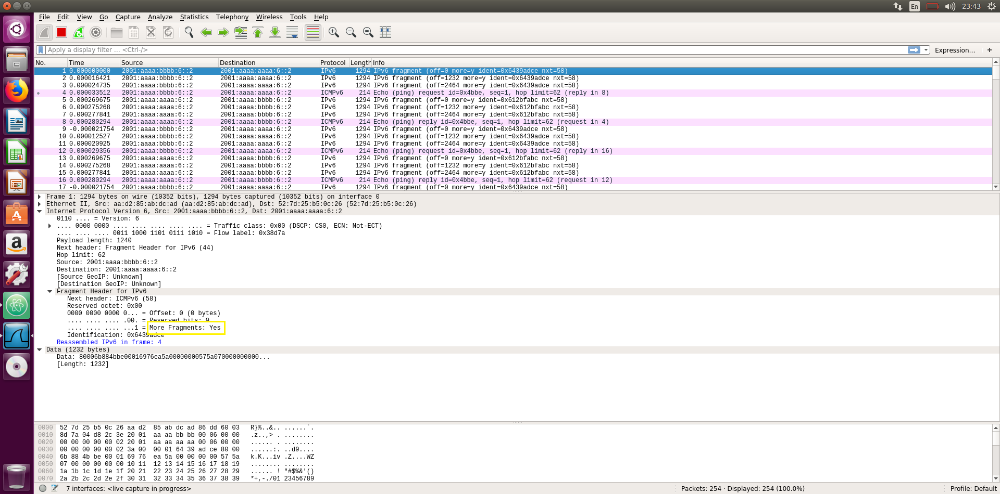 En 23:43
File Edit View Go Capture Analyze Statistics Telephony Wireless Tools Help
Apply a display filter ... <Ctrl-/> Expression... +
No. Time Source Destination Protocol Length Info
1 0.000000000 2001:aaaa:bbbb:6::2 2001:aaaa:aaaa:6::2 IPv6 1294 IPv6 fragment (off=0 more=y ident=0x6439adce nxt=58)
2 0.000016421 2001:aaaa:bbbb:6::2 2001:aaaa:aaaa:6::2 IPv6 1294 IPv6 fragment (off=1232 more=y ident=0x6439adce nxt=58)
3 0.000024735 2001:aaaa:bbbb:6::2 2001:aaaa:aaaa:6::2 IPv6 1294 IPv6 fragment (off=2464 more=y ident=0x6439adce nxt=58)
4 0.000033512 2001:aaaa:bbbb:6::2 2001:aaaa:aaaa:6::2 ICMPv6 214 Echo (ping) request id=0x4bbe, seq=1, hop limit=62 (reply in 8)
5 0.000269675 2001:aaaa:aaaa:6::2 2001:aaaa:bbbb:6::2 IPv6 1294 IPv6 fragment (off=0 more=y ident=0x612bfabc nxt=58)
6 0.000275268 2001:aaaa:aaaa:6::2 2001:aaaa:bbbb:6::2 IPv6 1294 IPv6 fragment (off=1232 more=y ident=0x612bfabc nxt=58)
7 0.000277841 2001:aaaa:aaaa:6::2 2001:aaaa:bbbb:6::2 IPv6 1294 IPv6 fragment (off=2464 more=y ident=0x612bfabc nxt=58)
8 0.000280294 2001:aaaa:aaaa:6::2 2001:aaaa:bbbb:6::2 ICMPv6 214 Echo (ping) reply id=0x4bbe, seq=1, hop limit=62 (request in 4)
9 -0.000021754 2001:aaaa:bbbb:6::2 2001:aaaa:aaaa:6::2 IPv6 1294 IPv6 fragment (off=0 more=y ident=0x6439adce nxt=58)
10 0.000012527 2001:aaaa:bbbb:6::2 2001:aaaa:aaaa:6::2 IPv6 1294 IPv6 fragment (off=1232 more=y ident=0x6439adce nxt=58)
11 0.000020925 2001:aaaa:bbbb:6::2 2001:aaaa:aaaa:6::2 IPv6 1294 IPv6 fragment (off=2464 more=y ident=0x6439adce nxt=58)
12 0.000029356 2001:aaaa:bbbb:6::2 2001:aaaa:aaaa:6::2 ICMPv6 214 Echo (ping) request id=0x4bbe, seq=1, hop limit=62 (reply in 16)
13 0.000269675 2001:aaaa:aaaa:6::2 2001:aaaa:bbbb:6::2 IPv6 1294 IPv6 fragment (off=0 more=y ident=0x612bfabc nxt=58)
14 0.000275268 2001:aaaa:aaaa:6::2 2001:aaaa:bbbb:6::2 IPv6 1294 IPv6 fragment (off=1232 more=y ident=0x612bfabc nxt=58)
15 0.000277841 2001:aaaa:aaaa:6::2 2001:aaaa:bbbb:6::2 IPv6 1294 IPv6 fragment (off=2464 more=y ident=0x612bfabc nxt=58)
16 0.000280294 2001:aaaa:aaaa:6::2 2001:aaaa:bbbb:6::2 ICMPv6 214 Echo (ping) reply id=0x4bbe, seq=1, hop limit=62 (request in 12)
17 -0.000021754 2001:aaaa:bbbb:6::2 2001:aaaa:aaaa:6::2 IPv6 1294 IPv6 fragment (off=0 more=y ident=0x6439adce nxt=58)
Frame 1: 1294 bytes on wire (10352 bits), 1294 bytes captured (10352 bits) on interface 0
Ethernet II, Src: aa:d2:85:ab:dc:ad (aa:d2:85:ab:dc:ad), Dst: 52:7d:25:b5:0c:26 (52:7d:25:b5:0c:26)
Internet Protocol Version 6, Src: 2001:aaaa:bbbb:6::2, Dst: 2001:aaaa:aaaa:6::2
0110 .... = Version: 6
.... 0000 0000 .... .... .... .... .... = Traffic class: 0x00 (DSCP: CS0, ECN: Not-ECT)
.... .... .... 0011 1000 1101 0111 1010 = Flow label: 0x38d7a
Payload length: 1240
Next header: Fragment Header for IPv6 (44)
Hop limit: 62
Source: 2001:aaaa:bbbb:6::2
Destination: 2001:aaaa:aaaa:6::2
[Source GeoIP: Unknown]
[Destination GeoIP: Unknown]
Fragment Header for IPv6
Next header: ICMPv6 (58)
Reserved octet: 0x00
0000 0000 0000 0... = Offset: 0 (0 bytes)
.... .... .... .00. = Reserved bits: 0
.... .... .... ...1 = More Fragments: Yes
Identification: 0x6439adce
Reassembled IPv6 in frame: 4
Data (1232 bytes)
Data: 80006b884bbe00016976ea5a00000000575a070000000000...
[Length: 1232]
0000 52 7d 25 b5 0c 26 aa d2 85 ab dc ad 86 dd 60 03 R}%..&.. ......`.
0010 8d 7a 04 d8 2c 3e 20 01 aa aa bb bb 00 06 00 00 .z..,> . ........
0020 00 00 00 00 00 02 20 01 aa aa aa aa 00 06 00 00 ...... . ........
0030 00 00 00 00 00 02 3a 00 00 01 64 39 ad ce 80 00 ......:. ..d9....
0040 6b 88 4b be 00 01 69 76 ea 5a 00 00 00 00 57 5a k.K...iv .Z....WZ
0050 07 00 00 00 00 00 10 11 12 13 14 15 16 17 18 19 ........ ........
0060 1a 1b 1c 1d 1e 1f 20 21 22 23 24 25 26 27 28 29 ...... ! "#$%&'()
0070 2a 2b 2c 2d 2e 2f 30 31 32 33 34 35 36 37 38 39 *+,-./01 23456789
7 interfaces: <live capture in progress> Packets: 254 · Displayed: 254 (100.0%) Profile: Default